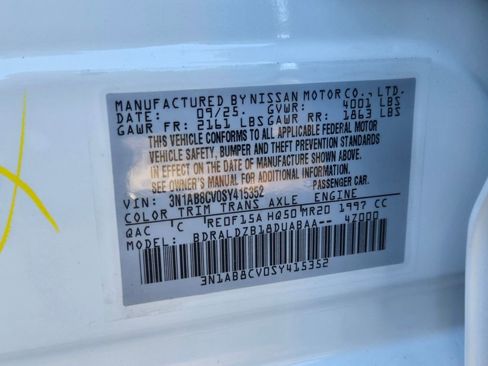 MANUFACTURED BY NISSAN MOTOR CO., LTD.
DATE: 09/25 GVWR: 4001 LBS
GAWR FR: 2161 LBS GAWR RR: 1863 LBS
THIS VEHICLE CONFORMS TO ALL APPLICABLE FEDERAL MOTOR
VEHICLE SAFETY, BUMPER AND THEFT PREVENTION STANDARDS
IN EFFECT ON THE DATE OF MANUFACTURE SHOWN ABOVE.
SEE OWNER'S MANUAL FOR ADDITIONAL INFORMATION.
VIN: 3N1AB8CV0SY415352 PASSENGER CAR.
COLOR TRIM TRANS AXLE ENGINE
QAC C RE0F15A HQ50 MR20 1997 CC
MODEL: BDRALDZB18DUABAA-- 47000
3N1AB8CV0SY415352